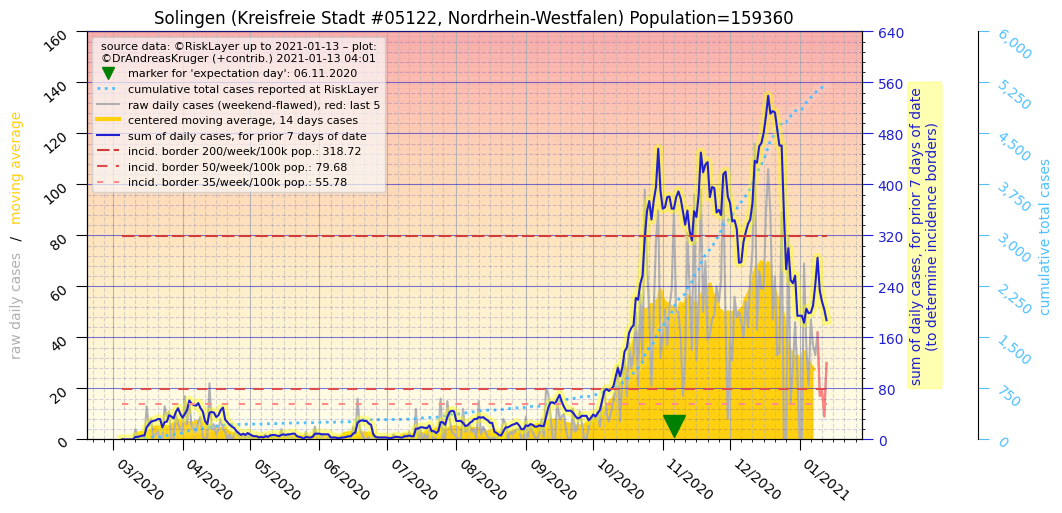 Solingen (Kreisfreie Stadt #05122, Nordrhein-Westfalen) Population=159360
source data: ©RiskLayer up to 2021-01-13 – plot:
©DrAndreasKruger (+contrib.) 2021-01-13 04:01
marker for 'expectation day': 06.11.2020
cumulative total cases reported at RiskLayer
raw daily cases (weekend-flawed), red: last 5
centered moving average, 14 days cases
sum of daily cases, for prior 7 days of date
incid. border 200/week/100k pop.: 318.72
incid. border 50/week/100k pop.: 79.68
incid. border 35/week/100k pop.: 55.78
raw daily cases / moving average
160
140
120
100
80
60
40
20
0
640
560
480
400
320
240
160
80
0
sum of daily cases, for prior 7 days of date
(to determine incidence borders)
6,000
5,250
4,500
3,750
3,000
2,250
1,500
750
0
cumulative total cases
03/2020
04/2020
05/2020
06/2020
07/2020
08/2020
09/2020
10/2020
11/2020
12/2020
01/2021